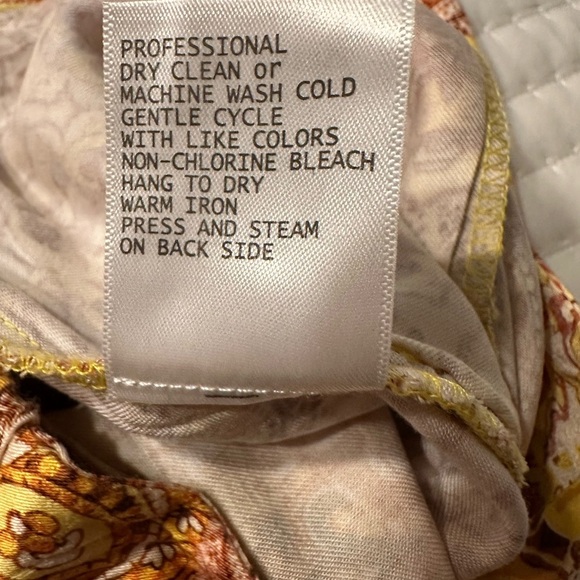 PROFESSIONAL
DRY CLEAN or
MACHINE WASH COLD
GENTLE CYCLE
WITH LIKE COLORS
NON-CHLORINE BLEACH
HANG TO DRY
WARM IRON
PRESS AND STEAM
ON BACK SIDE